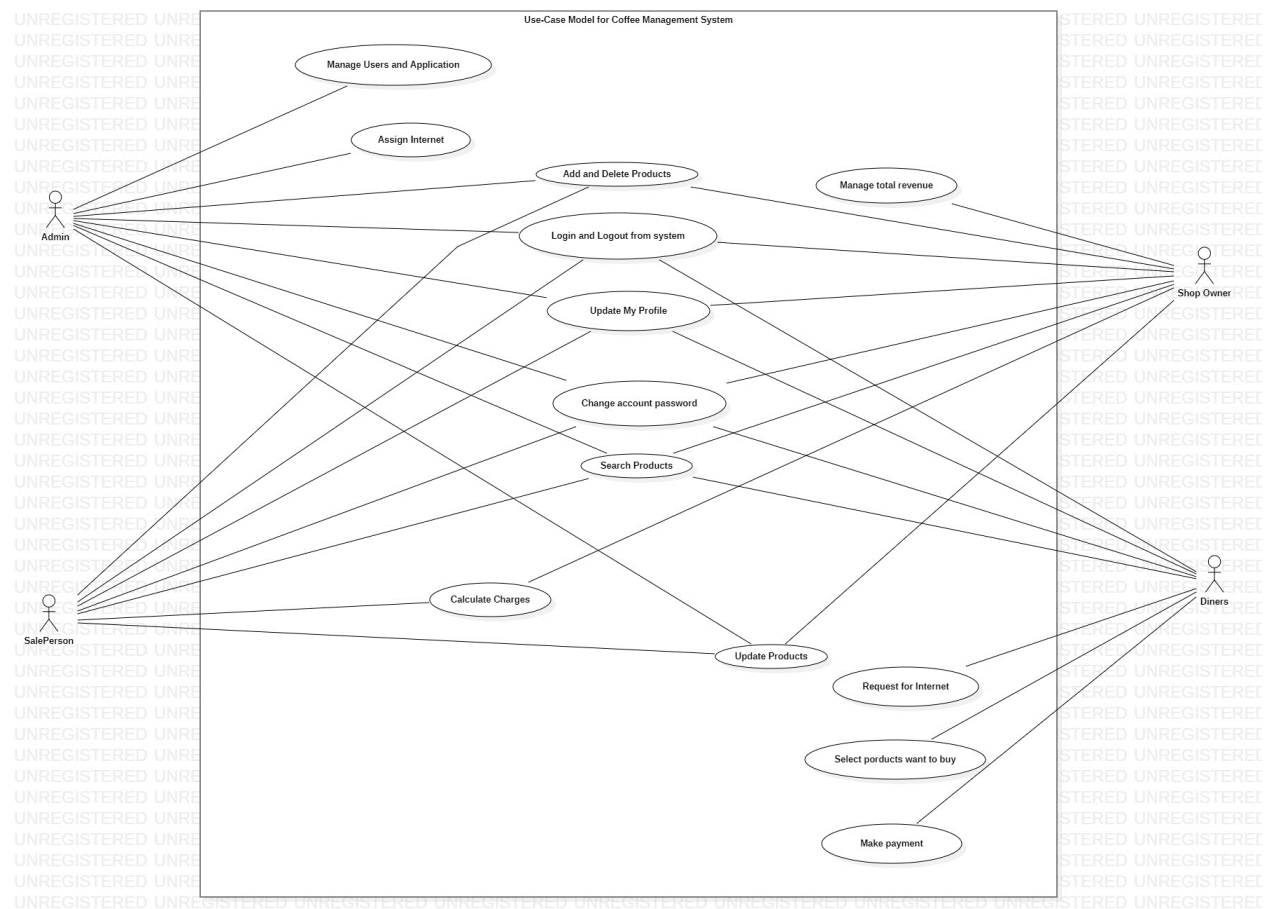 Use-Case Model for Coffee Management System
Manage Users and Application
Assign Internet
Add and Delete Products
Manage total revenue
Login and Logout from system
Admin
Shop Owner
Update My Profile
Change account password
Search Products
Calculate Charges
Diners
SalePerson
Update Products
Request for Internet
Select porducts want to buy
Make payment
UNREGISTERED